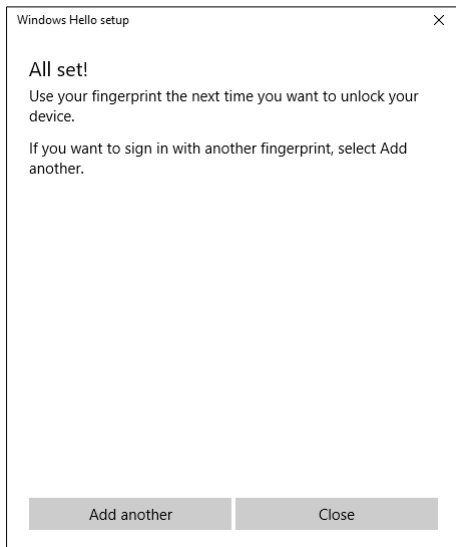 Windows Hello setup
All set!
Use your fingerprint the next time you want to unlock your
device.
If you want to sign in with another fingerprint, select Add
another.
Add another
Close